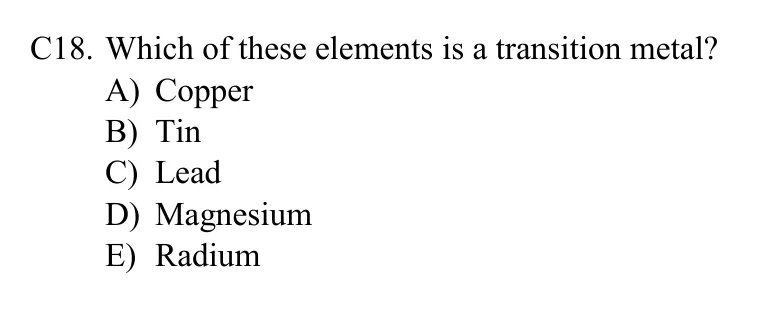 C18. Which of these elements is a transition metal?
A) Copper
B) Tin
C) Lead
D) Magnesium
E) Radium